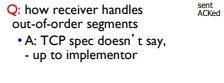 Q: how receiver handles
out-of-order segments
• A: TCP spec doesn't say,
- up to implementor
sent
ACKed